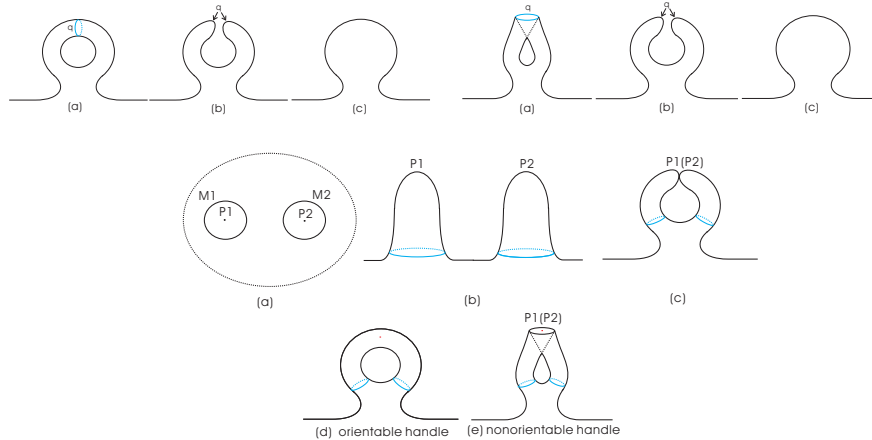 q q q
q
(a) (b) (c) (a) (b) (c)
P1 P2 P1(P2)
M1 M2
P1 P2
(a) (b) (c)
P1(P2)
(d) orientable handle (e) nonorientable handle